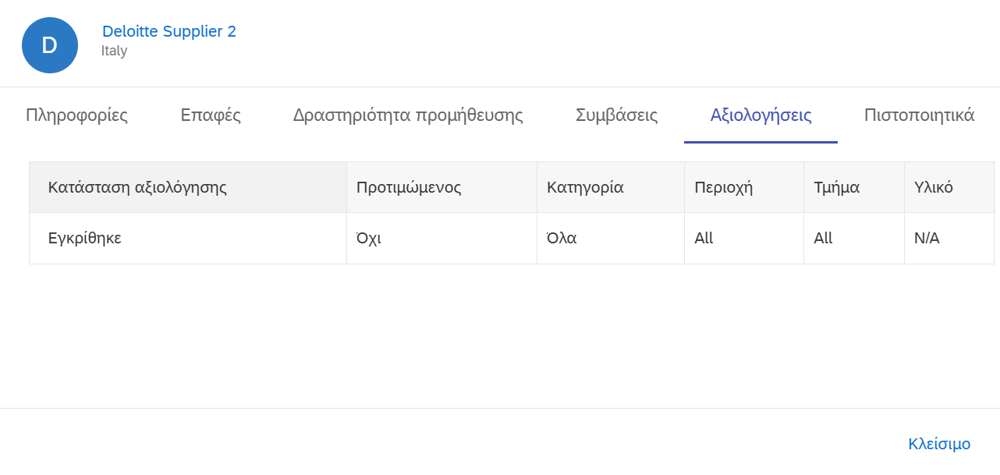 D
Deloitte Supplier 2
Italy
Πληροφορίες Επαφές Δραστηριότητα προμήθευσης Συμβάσεις Αξιολογήσεις Πιστοποιητικά
Κατάσταση αξιολόγησης Προτιμώμενος Κατηγορία Περιοχή Τμήμα Υλικό
Εγκρίθηκε Όχι Όλα All All N/A
Κλείσιμο